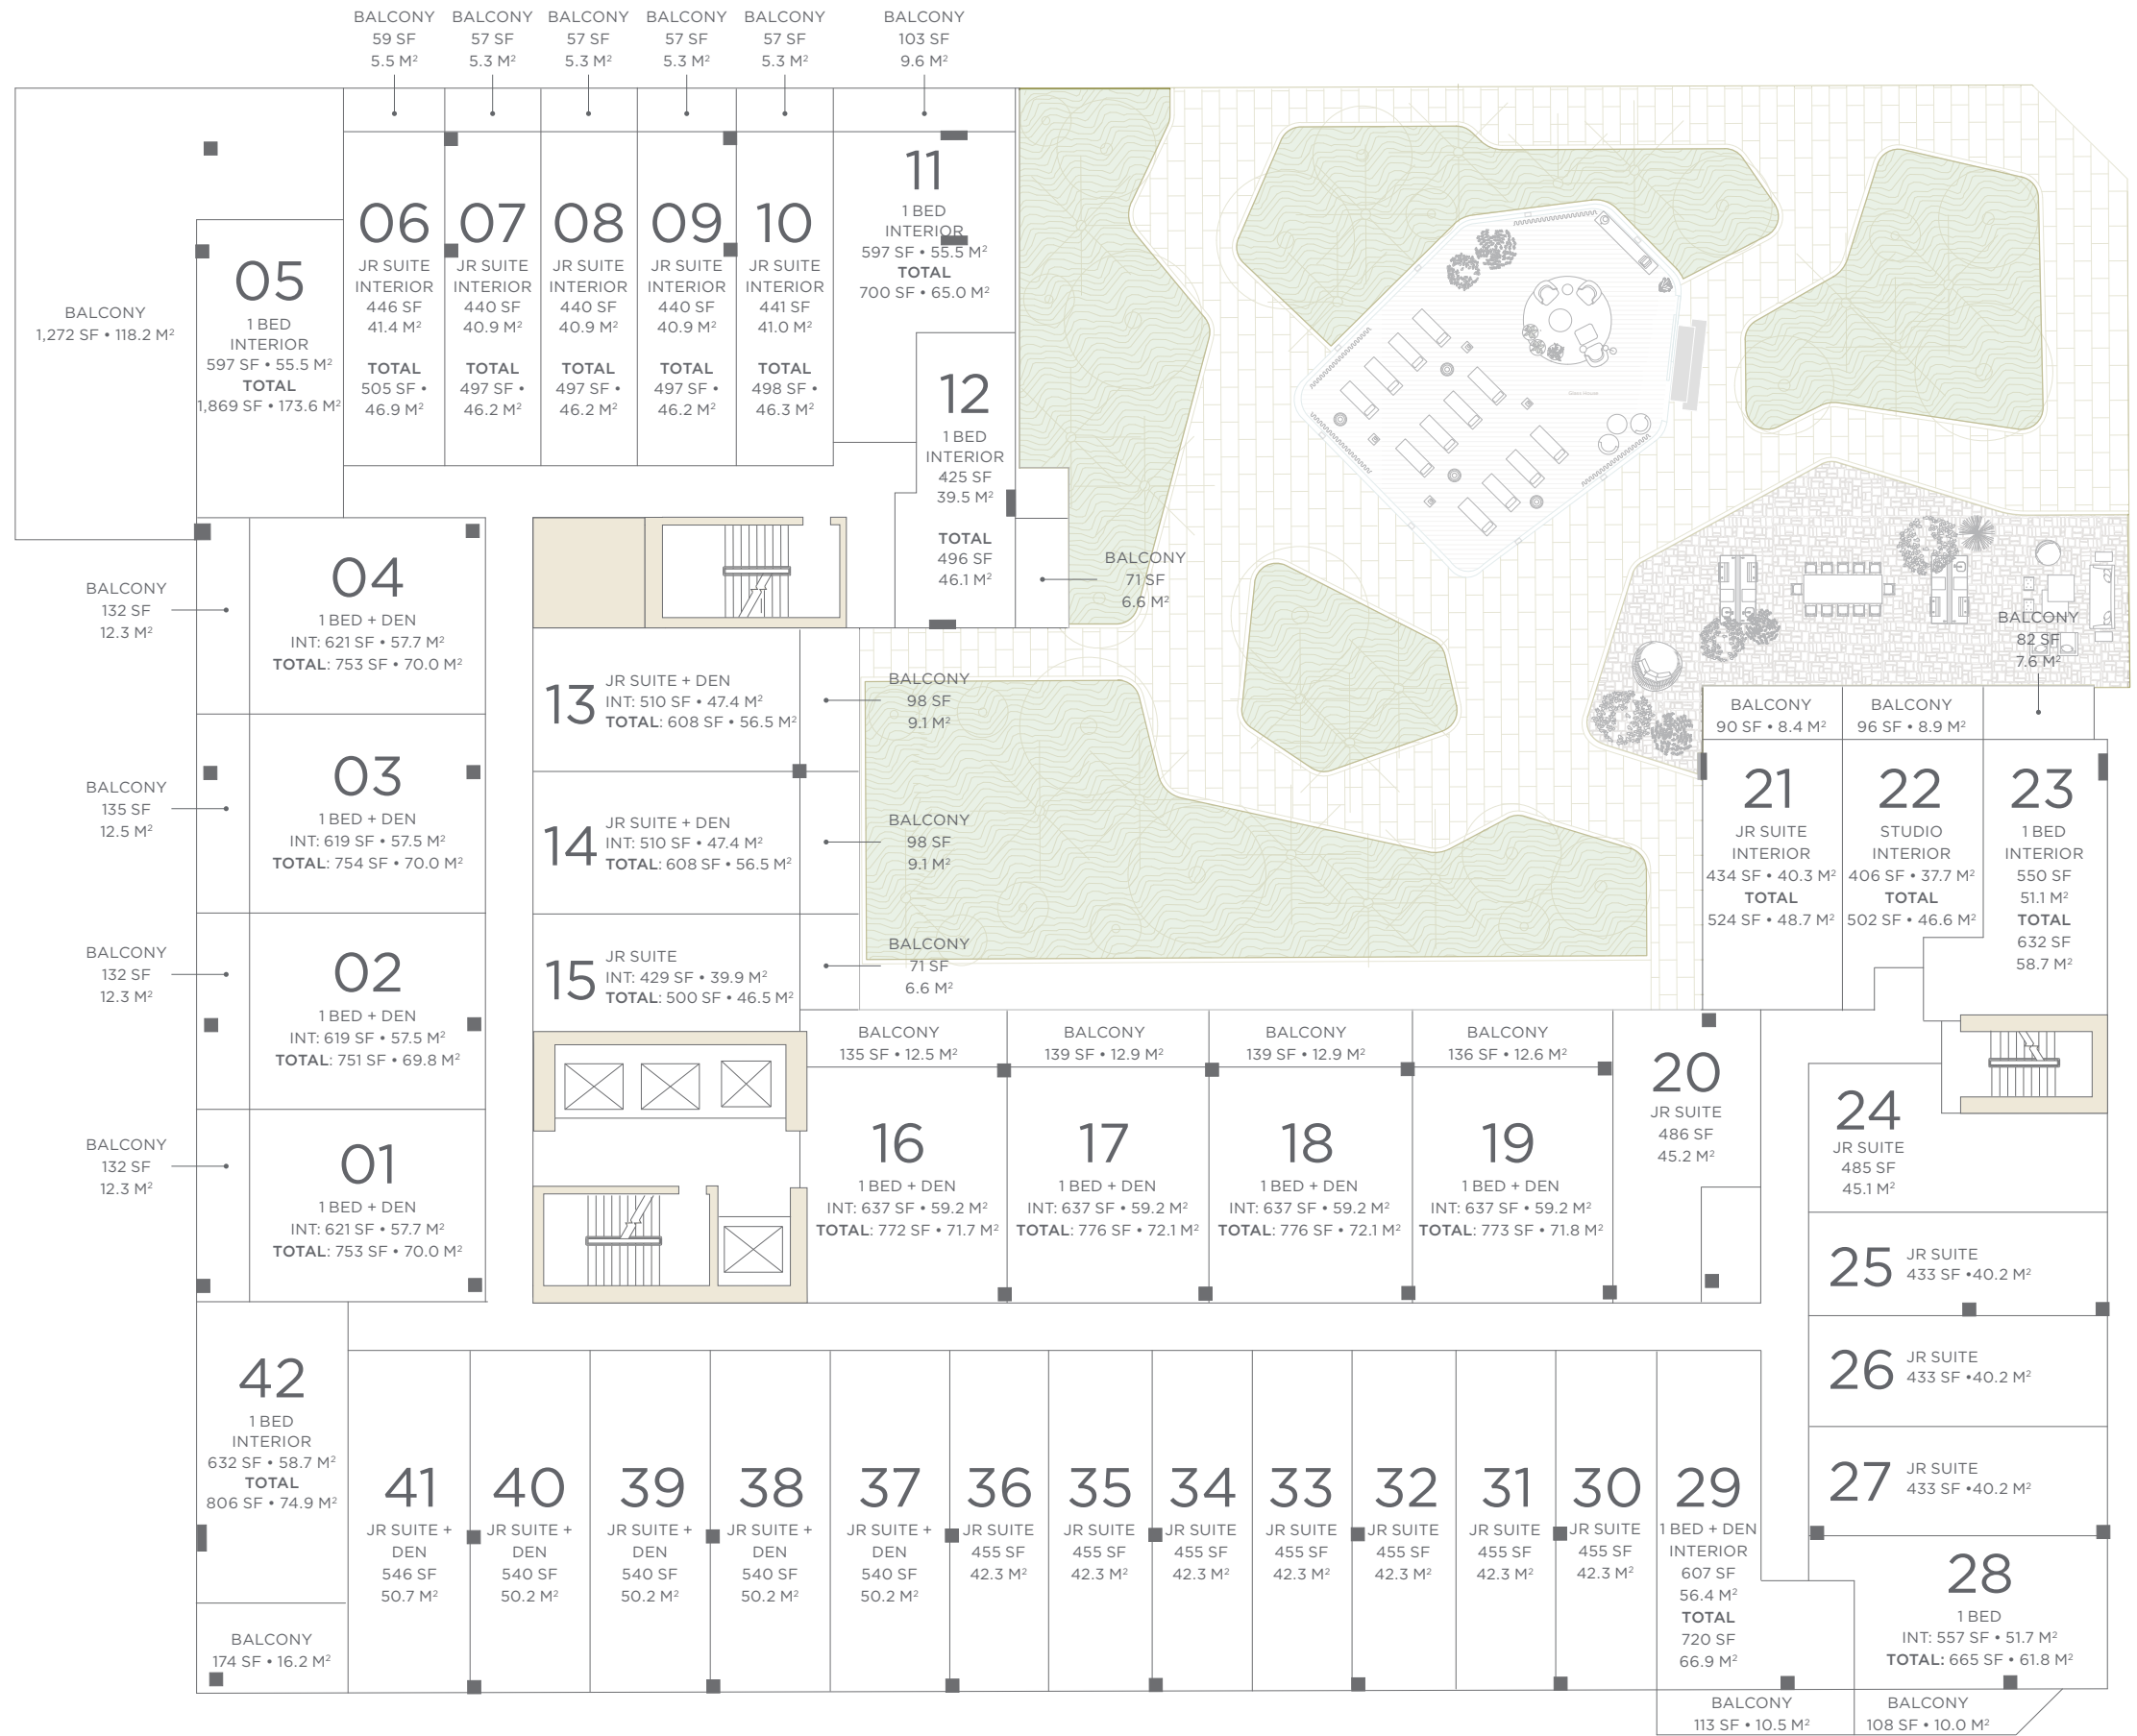 BALCONY
59 SF
5.5 M²
BALCONY
57 SF
5.3 M²
BALCONY
57 SF
5.3 M²
BALCONY
57 SF
5.3 M²
BALCONY
57 SF
5.3 M²
BALCONY
103 SF
9.6 M²
BALCONY
1,272 SF • 118.2 M²
05
1 BED
INTERIOR
597 SF • 55.5 M²
TOTAL
1,869 SF • 173.6 M²
06
JR SUITE
INTERIOR
446 SF
41.4 M²
TOTAL
505 SF •
46.9 M²
07
JR SUITE
INTERIOR
440 SF
40.9 M²
TOTAL
497 SF •
46.2 M²
08
JR SUITE
INTERIOR
440 SF
40.9 M²
TOTAL
497 SF •
46.2 M²
09
JR SUITE
INTERIOR
440 SF
40.9 M²
TOTAL
497 SF •
46.2 M²
10
JR SUITE
INTERIOR
441 SF
41.0 M²
TOTAL
498 SF •
46.3 M²
11
1 BED
INTERIOR
597 SF • 55.5 M²
TOTAL
700 SF • 65.0 M²
12
1 BED
INTERIOR
425 SF
39.5 M²
TOTAL
496 SF
46.1 M²
BALCONY
71 SF
6.6 M²
Glass House
BALCONY
132 SF
12.3 M²
04
1 BED + DEN
INT: 621 SF • 57.7 M²
TOTAL: 753 SF • 70.0 M²
BALCONY
135 SF
12.5 M²
03
1 BED + DEN
INT: 619 SF • 57.5 M²
TOTAL: 754 SF • 70.0 M²
BALCONY
132 SF
12.3 M²
02
1 BED + DEN
INT: 619 SF • 57.5 M²
TOTAL: 751 SF • 69.8 M²
BALCONY
132 SF
12.3 M²
01
1 BED + DEN
INT: 621 SF • 57.7 M²
TOTAL: 753 SF • 70.0 M²
13
JR SUITE + DEN
INT: 510 SF • 47.4 M²
TOTAL: 608 SF • 56.5 M²
BALCONY
98 SF
9.1 M²
14
JR SUITE + DEN
INT: 510 SF • 47.4 M²
TOTAL: 608 SF • 56.5 M²
BALCONY
98 SF
9.1 M²
15
JR SUITE
INT: 429 SF • 39.9 M²
TOTAL: 500 SF • 46.5 M²
BALCONY
71 SF
6.6 M²
BALCONY
82 SF
7.6 M²
BALCONY
90 SF • 8.4 M²
BALCONY
96 SF • 8.9 M²
21
JR SUITE
INTERIOR
434 SF • 40.3 M²
TOTAL
524 SF • 48.7 M²
22
STUDIO
INTERIOR
406 SF • 37.7 M²
TOTAL
502 SF • 46.6 M²
23
1 BED
INTERIOR
550 SF
51.1 M²
TOTAL
632 SF
58.7 M²
BALCONY
135 SF • 12.5 M²
BALCONY
139 SF • 12.9 M²
BALCONY
139 SF • 12.9 M²
BALCONY
136 SF • 12.6 M²
16
1 BED + DEN
INT: 637 SF • 59.2 M²
TOTAL: 772 SF • 71.7 M²
17
1 BED + DEN
INT: 637 SF • 59.2 M²
TOTAL: 776 SF • 72.1 M²
18
1 BED + DEN
INT: 637 SF • 59.2 M²
TOTAL: 776 SF • 72.1 M²
19
1 BED + DEN
INT: 637 SF • 59.2 M²
TOTAL: 773 SF • 71.8 M²
20
JR SUITE
486 SF
45.2 M²
24
JR SUITE
485 SF
45.1 M²
25
JR SUITE
433 SF •40.2 M²
26
JR SUITE
433 SF •40.2 M²
27
JR SUITE
433 SF •40.2 M²
28
1 BED
INT: 557 SF • 51.7 M²
TOTAL: 665 SF • 61.8 M²
42
1 BED
INTERIOR
632 SF • 58.7 M²
TOTAL
806 SF • 74.9 M²
BALCONY
174 SF • 16.2 M²
41
JR SUITE +
DEN
546 SF
50.7 M²
40
JR SUITE +
DEN
540 SF
50.2 M²
39
JR SUITE +
DEN
540 SF
50.2 M²
38
JR SUITE +
DEN
540 SF
50.2 M²
37
JR SUITE +
DEN
540 SF
50.2 M²
36
JR SUITE
455 SF
42.3 M²
35
JR SUITE
455 SF
42.3 M²
34
JR SUITE
455 SF
42.3 M²
33
JR SUITE
455 SF
42.3 M²
32
JR SUITE
455 SF
42.3 M²
31
JR SUITE
455 SF
42.3 M²
30
JR SUITE
455 SF
42.3 M²
29
1 BED + DEN
INTERIOR
607 SF
56.4 M²
TOTAL
720 SF
66.9 M²
BALCONY
113 SF • 10.5 M²
BALCONY
108 SF • 10.0 M²